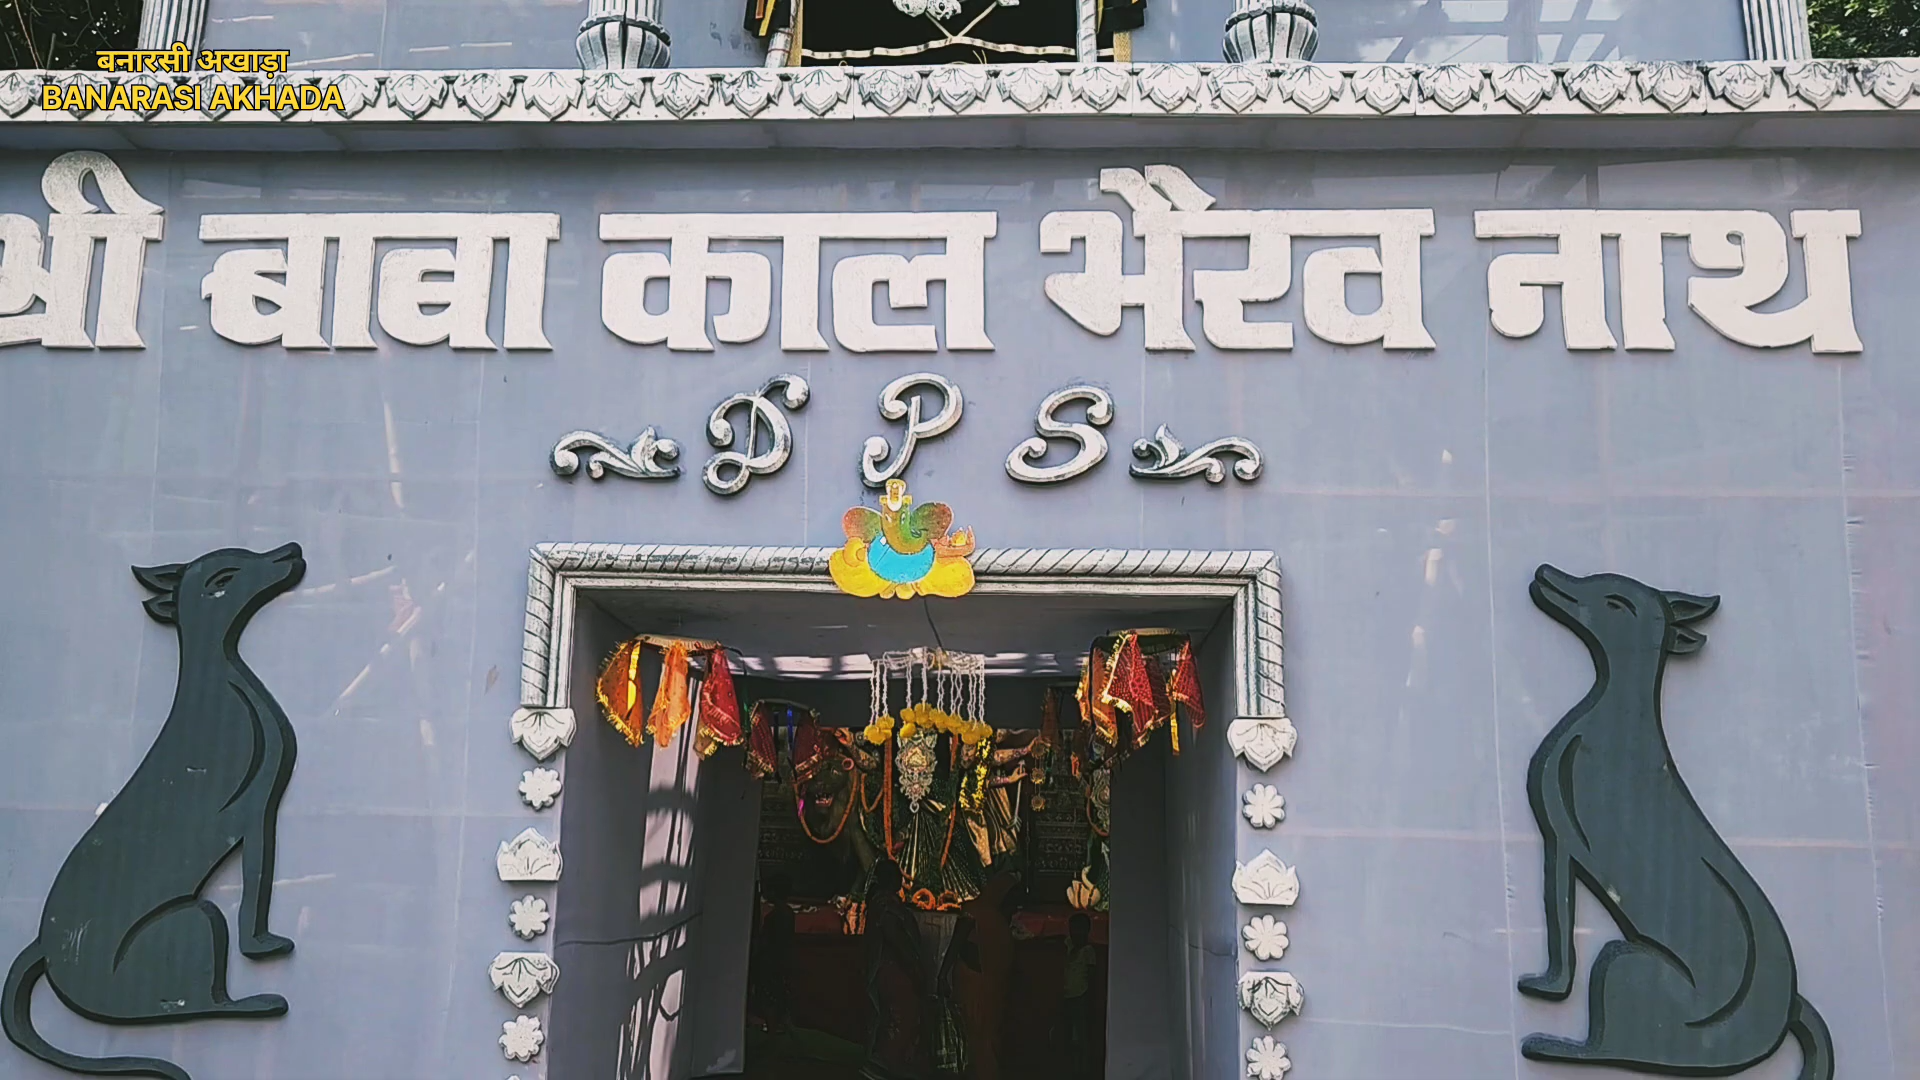 बनारसी अखाड़ा
BANARASI AKHADA
श्री बाबा काल भैरव नाथ
D P S